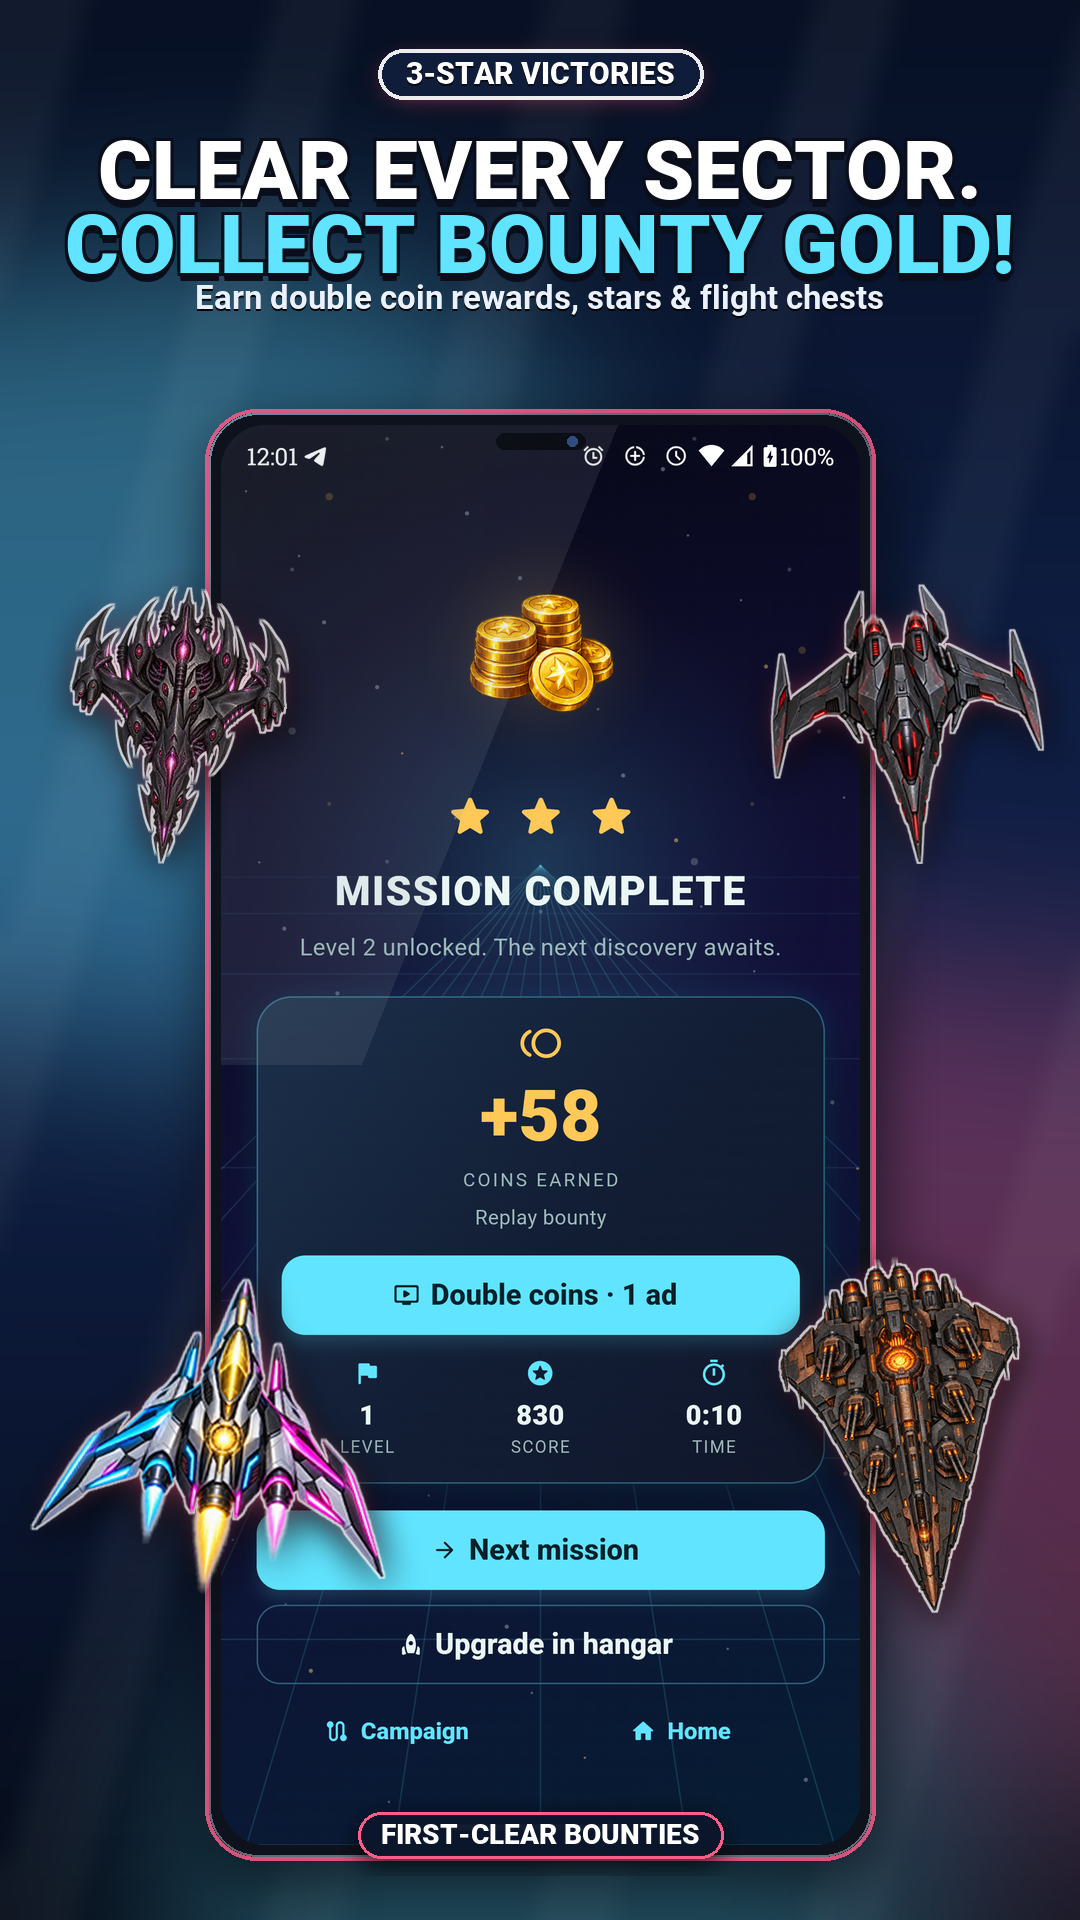 3-STAR VICTORIES
CLEAR EVERY SECTOR.
COLLECT BOUNTY GOLD!
Earn double coin rewards, stars & flight chests
12:01 100%
MISSION COMPLETE
Level 2 unlocked. The next discovery awaits.
+58
COINS EARNED
Replay bounty
Double coins · 1 ad
1 830 0:10
LEVEL SCORE TIME
Next mission
Upgrade in hangar
Campaign Home
FIRST-CLEAR BOUNTIES